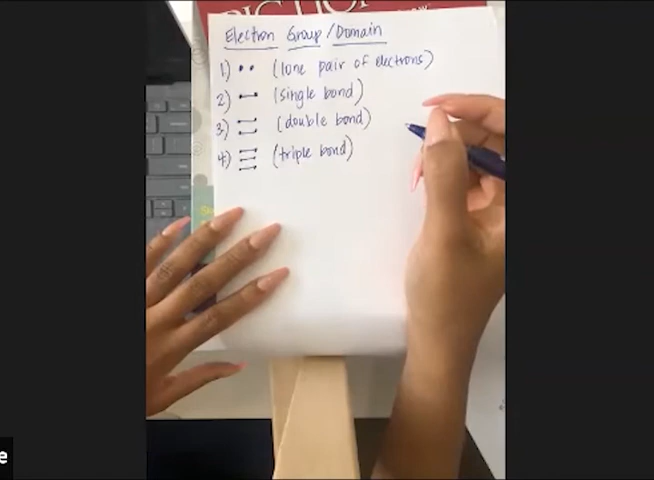 Electron Group/Domain
1) •• (lone pair of electrons)
2) — (single bond)
3) = (double bond)
4) ≡ (triple bond)
e